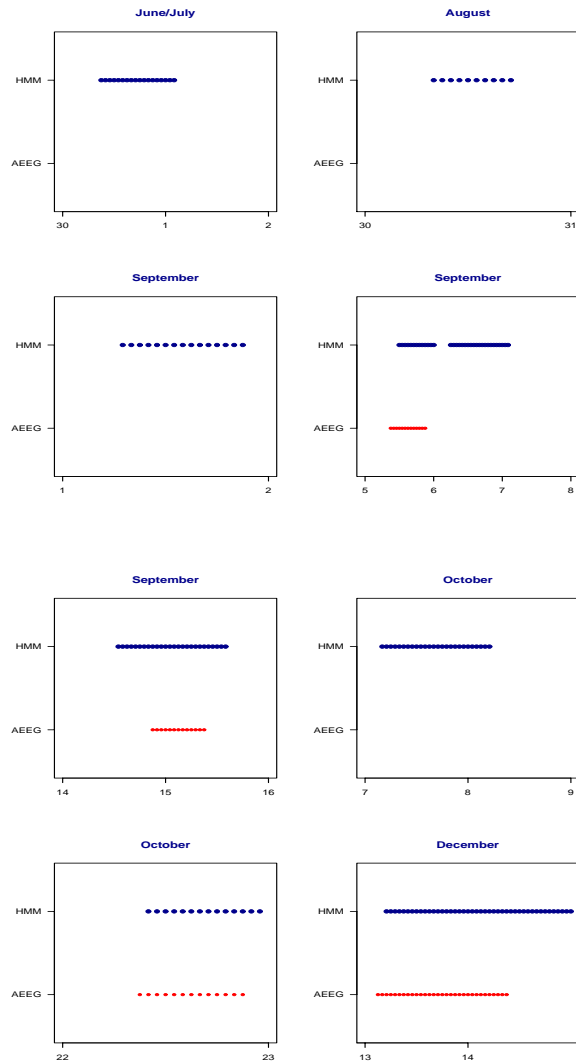 June/July
HMM
AEEG
30 1 2
August
HMM
AEEG
30 31
September
HMM
AEEG
1 2
September
HMM
AEEG
5 6 7 8
September
HMM
AEEG
14 15 16
October
HMM
AEEG
7 8 9
October
HMM
AEEG
22 23
December
HMM
AEEG
13 14